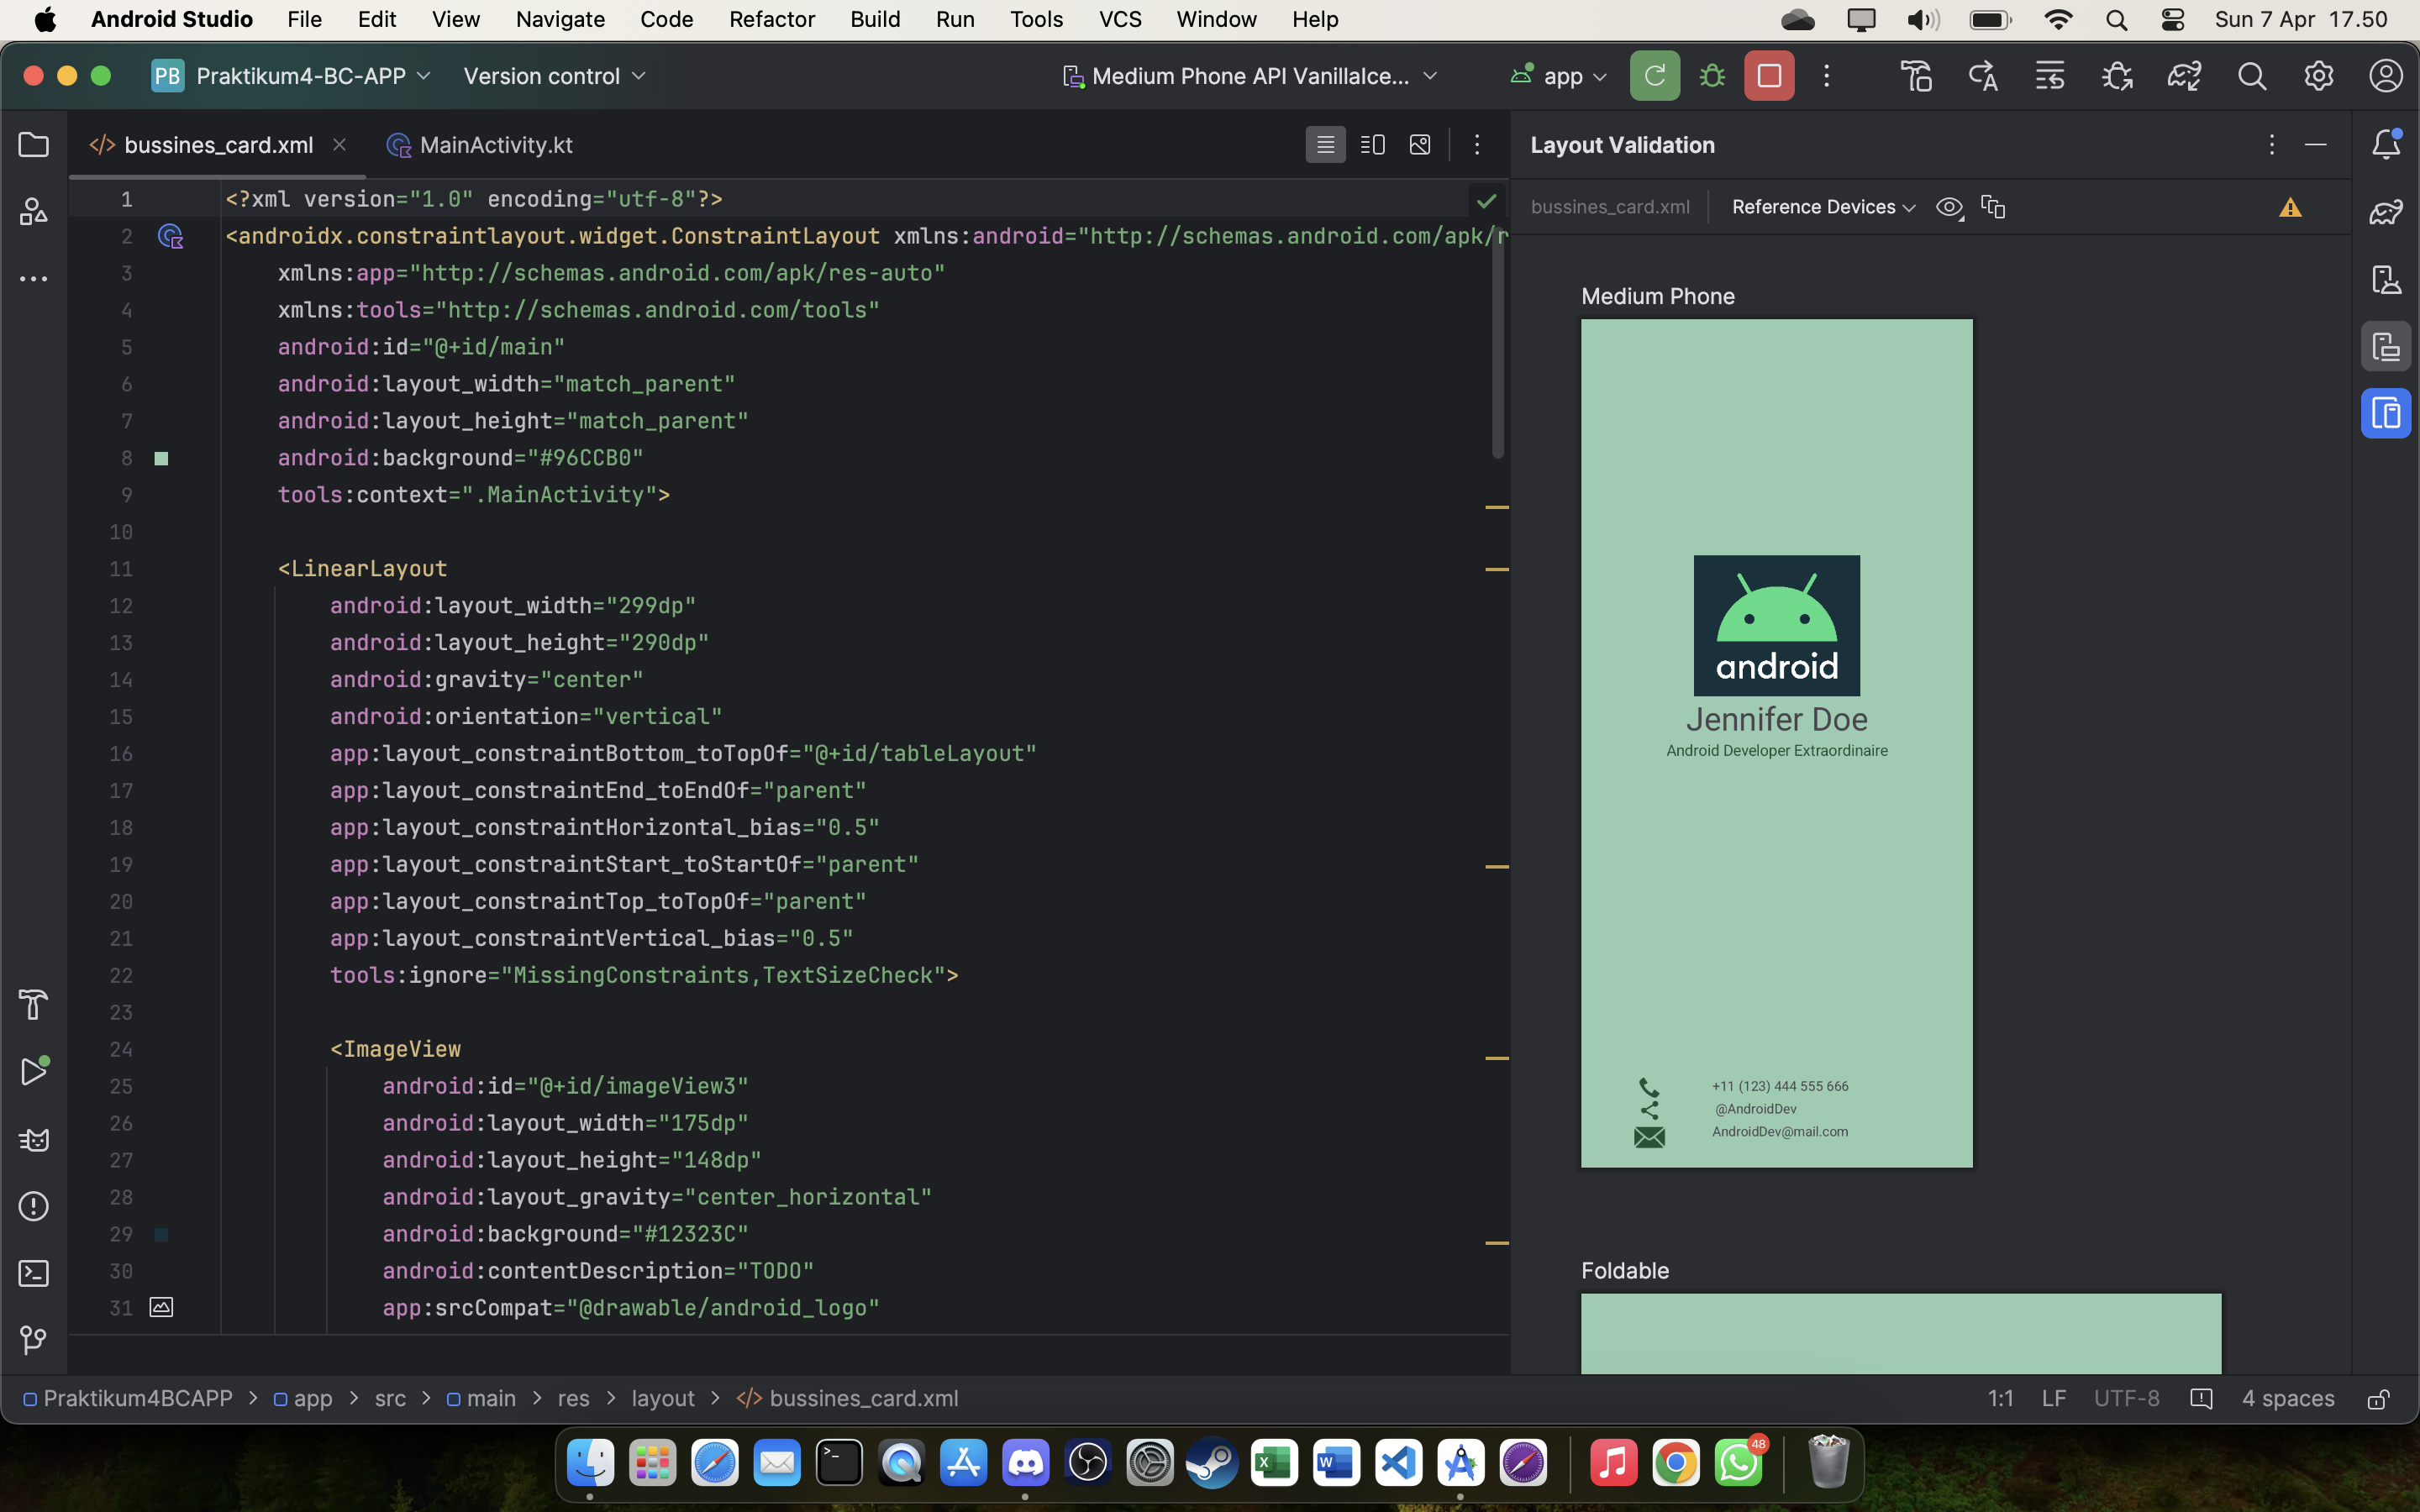 Android Studio File Edit View Navigate Code Refactor Build Run Tools VCS Window Help Sun 7 Apr 17.50
PB Praktikum4-BC-APP Version control Medium Phone API VanillaIce... app
bussines_card.xml MainActivity.kt
1 <?xml version="1.0" encoding="utf-8"?>
2 <androidx.constraintlayout.widget.ConstraintLayout xmlns:android="http://schemas.android.com/apk/r
3 xmlns:app="http://schemas.android.com/apk/res-auto"
4 xmlns:tools="http://schemas.android.com/tools"
5 android:id="@+id/main"
6 android:layout_width="match_parent"
7 android:layout_height="match_parent"
8 android:background="#96CCB0"
9 tools:context=".MainActivity">
10
11 <LinearLayout
12 android:layout_width="299dp"
13 android:layout_height="290dp"
14 android:gravity="center"
15 android:orientation="vertical"
16 app:layout_constraintBottom_toTopOf="@+id/tableLayout"
17 app:layout_constraintEnd_toEndOf="parent"
18 app:layout_constraintHorizontal_bias="0.5"
19 app:layout_constraintStart_toStartOf="parent"
20 app:layout_constraintTop_toTopOf="parent"
21 app:layout_constraintVertical_bias="0.5"
22 tools:ignore="MissingConstraints,TextSizeCheck">
23
24 <ImageView
25 android:id="@+id/imageView3"
26 android:layout_width="175dp"
27 android:layout_height="148dp"
28 android:layout_gravity="center_horizontal"
29 android:background="#12323C"
30 android:contentDescription="TODO"
31 app:srcCompat="@drawable/android_logo"
Layout Validation
bussines_card.xml Reference Devices
Medium Phone
android
Jennifer Doe
Android Developer Extraordinaire
+11 (123) 444 555 666
@AndroidDev
AndroidDev@mail.com
Foldable
Praktikum4BCAPP > app > src > main > res > layout > bussines_card.xml
1:1 LF UTF-8 4 spaces
48